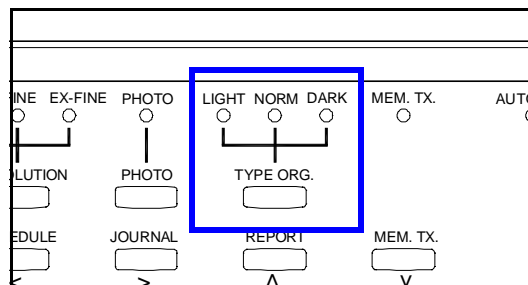 INE EX-FINE PHOTO LIGHT NORM DARK MEM. TX. AUTO
OLUTION PHOTO TYPE ORG.
EDULE JOURNAL REPORT MEM. TX.
< > Λ V